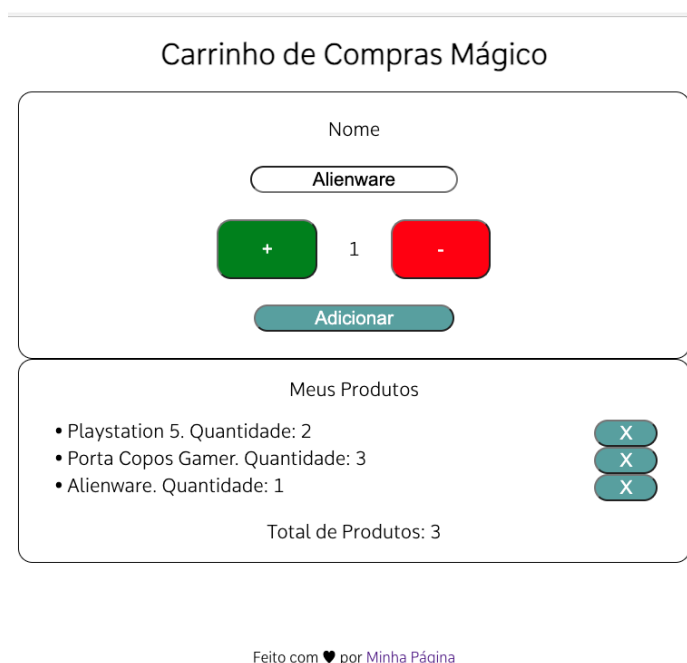 Carrinho de Compras Mágico
Nome
Alienware
+ 1 -
Adicionar
Meus Produtos
• Playstation 5. Quantidade: 2 X
• Porta Copos Gamer. Quantidade: 3 X
• Alienware. Quantidade: 1 X
Total de Produtos: 3
Feito com ♥ por Minha Página